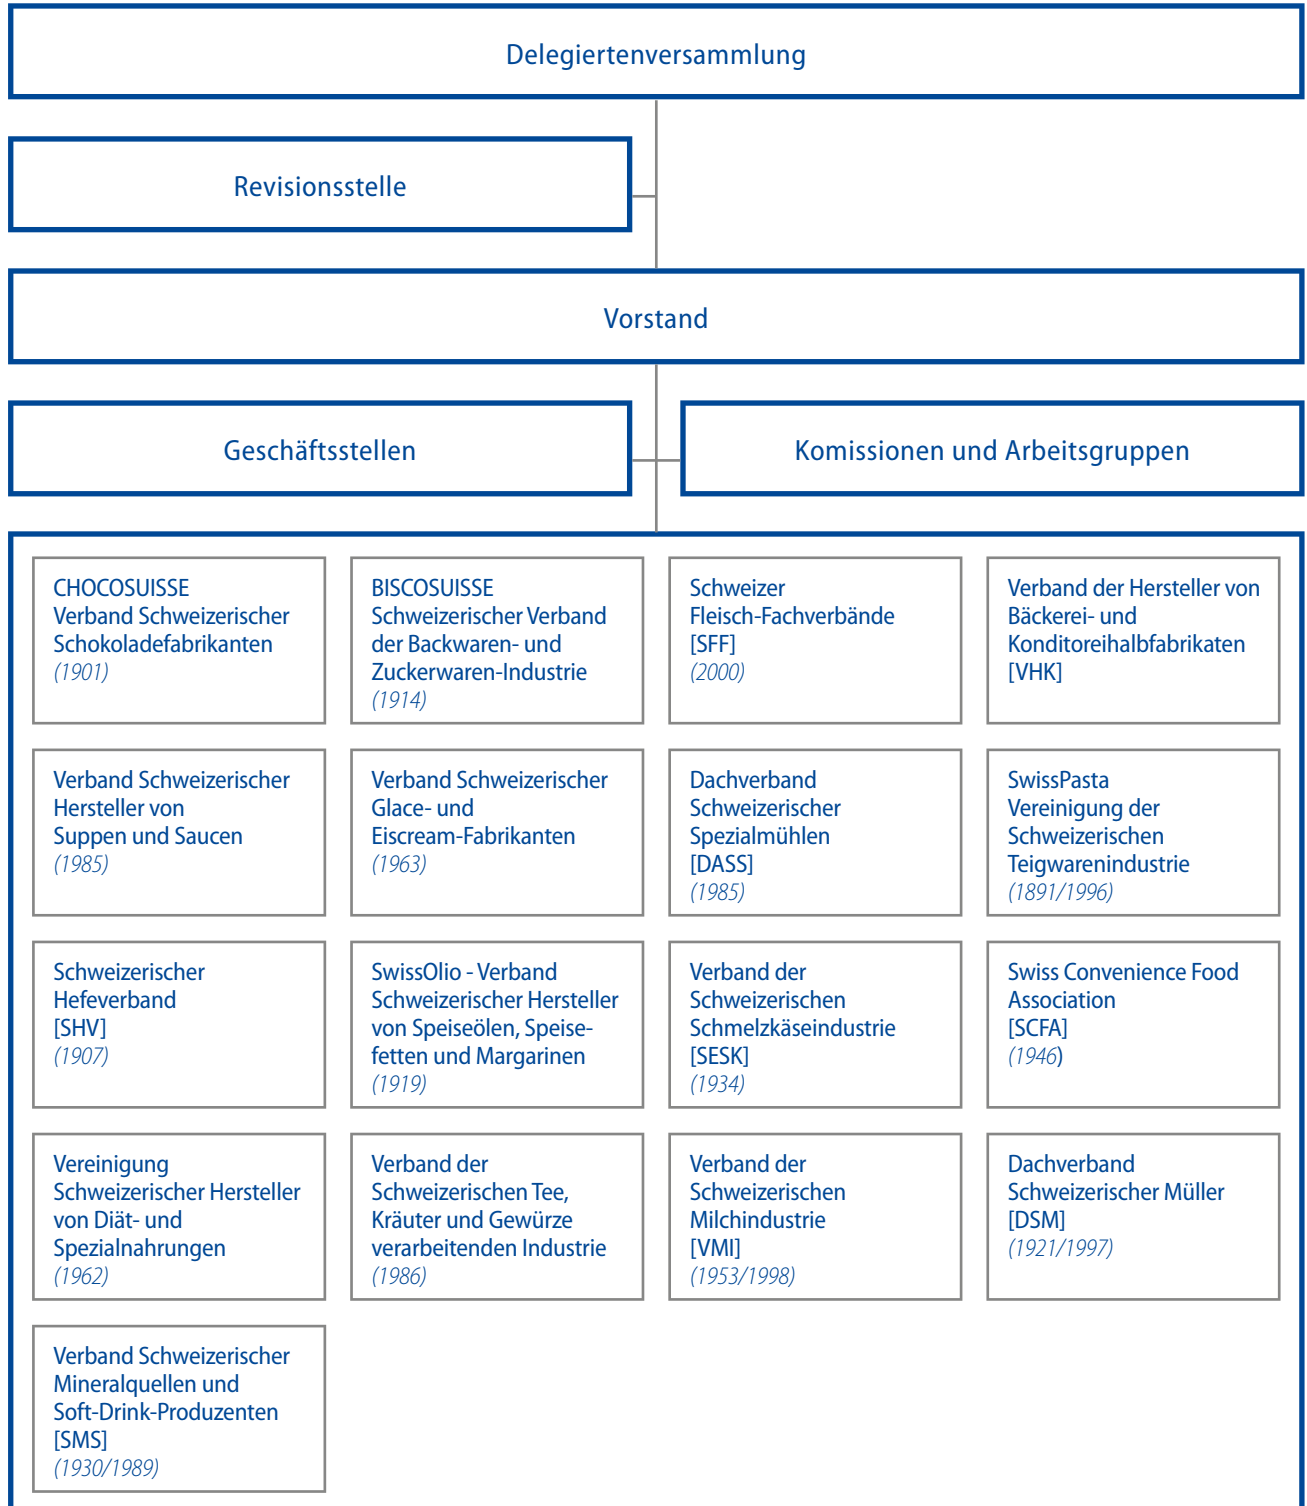 Delegiertenversammlung
Revisionsstelle
Vorstand
Geschäftsstellen
Komissionen und Arbeitsgruppen
CHOCOSUISSE
Verband Schweizerischer
Schokoladefabrikanten
(1901)
BISCOSUISSE
Schweizerischer Verband
der Backwaren- und
Zuckerwaren-Industrie
(1914)
Schweizer
Fleisch-Fachverbände
[SFF]
(2000)
Verband der Hersteller von
Bäckerei- und
Konditoreihalbfabrikaten
[VHK]
Verband Schweizerischer
Hersteller von
Suppen und Saucen
(1985)
Verband Schweizerischer
Glace- und
Eiscream-Fabrikanten
(1963)
Dachverband
Schweizerischer
Spezialmühlen
[DASS]
(1985)
SwissPasta
Vereinigung der
Schweizerischen
Teigwarenindustrie
(1891/1996)
Schweizerischer
Hefeverband
[SHV]
(1907)
SwissOlio - Verband
Schweizerischer Hersteller
von Speiseölen, Speise-
fetten und Margarinen
(1919)
Verband der
Schweizerischen
Schmelzkäseindustrie
[SESK]
(1934)
Swiss Convenience Food
Association
[SCFA]
(1946)
Vereinigung
Schweizerischer Hersteller
von Diät- und
Spezialnahrungen
(1962)
Verband der
Schweizerischen Tee,
Kräuter und Gewürze
verarbeitenden Industrie
(1986)
Verband der
Schweizerischen
Milchindustrie
[VMI]
(1953/1998)
Dachverband
Schweizerischer Müller
[DSM]
(1921/1997)
Verband Schweizerischer
Mineralquellen und
Soft-Drink-Produzenten
[SMS]
(1930/1989)